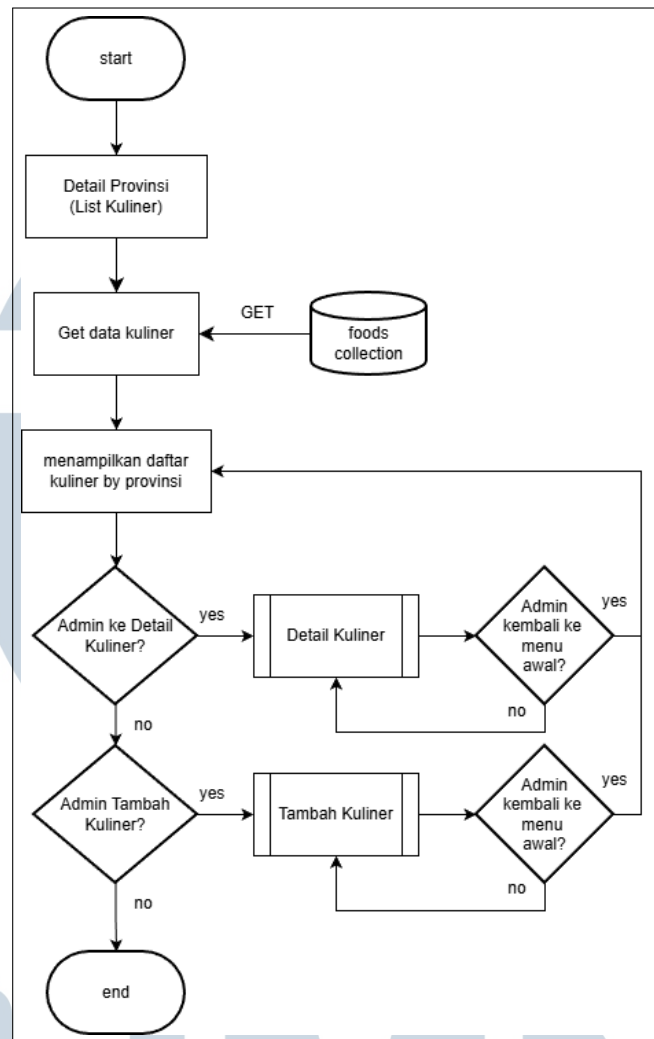 start
Detail Provinsi
(List Kuliner)
Get data kuliner
GET
foods
collection
menampilkan daftar
kuliner by provinsi
Admin ke Detail
Kuliner?
yes
Detail Kuliner
Admin
kembali ke
menu
awal?
yes
no
no
Admin Tambah
Kuliner?
yes
Tambah Kuliner
Admin
kembali ke
menu
awal?
yes
no
no
end